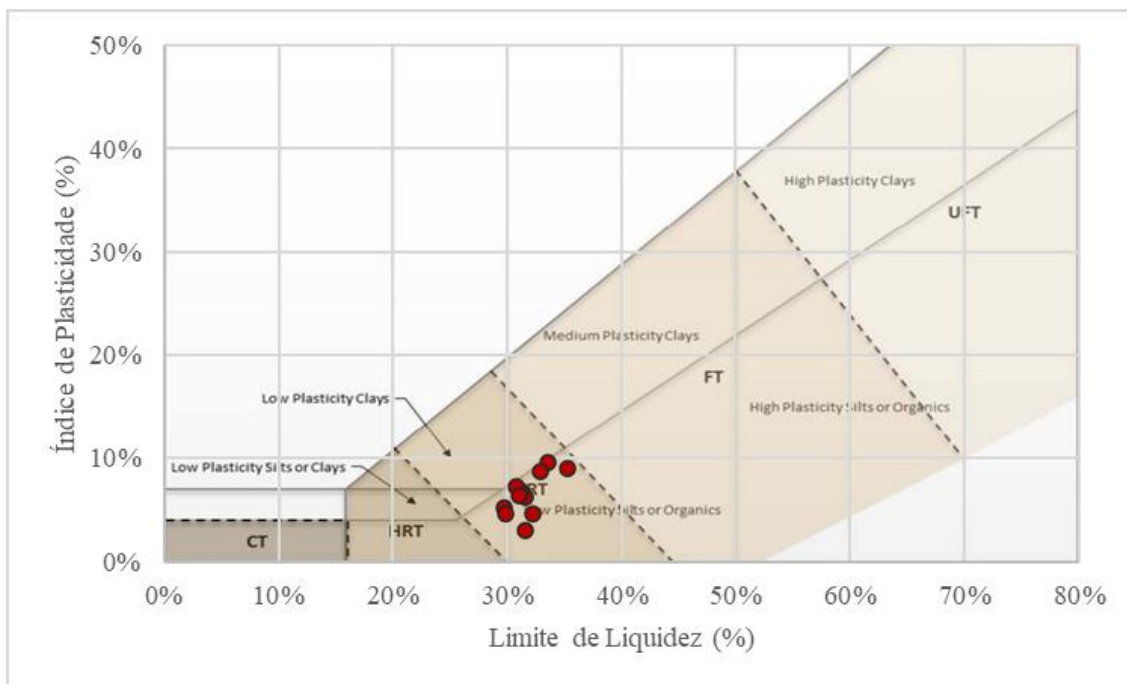 50%
40%
30%
20%
10%
0%
Índice de Plasticidade (%)
High Plasticity Clays
UFT
Medium Plasticity Clays
FT
Low Plasticity Clays
High Plasticity Silts or Organics
Low Plasticity Silts or Clays
RT
Plasticity Silts or Organics
HRT
CT
0% 10% 20% 30% 40% 50% 60% 70% 80%
Limite de Liquidez (%)